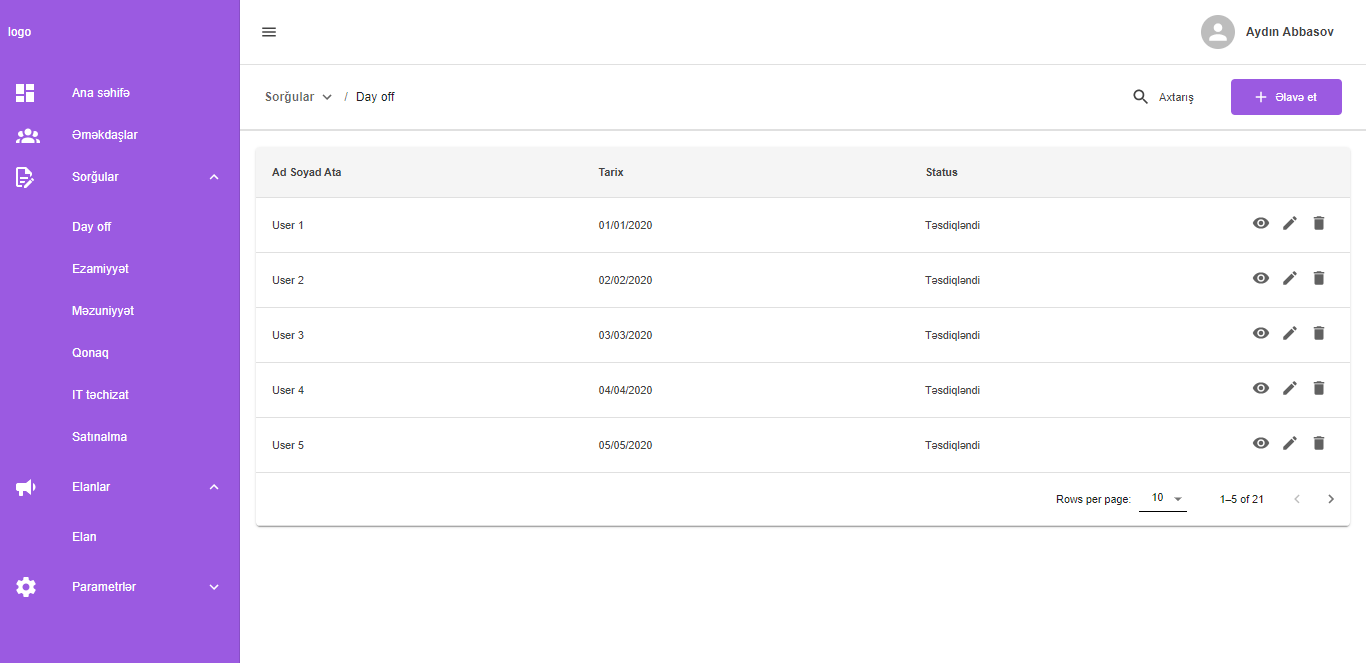 logo
Aydın Abbasov
Ana səhifə
Əməkdaşlar
Sorğular
Day off
Ezamiyyət
Məzuniyyət
Qonaq
IT təchizat
Satınalma
Elanlar
Elan
Parametrlər
Sorğular / Day off
Axtarış
Əlavə et
Ad Soyad Ata Tarix Status
User 1 01/01/2020 Təsdiqləndi
User 2 02/02/2020 Təsdiqləndi
User 3 03/03/2020 Təsdiqləndi
User 4 04/04/2020 Təsdiqləndi
User 5 05/05/2020 Təsdiqləndi
Rows per page: 10 1–5 of 21